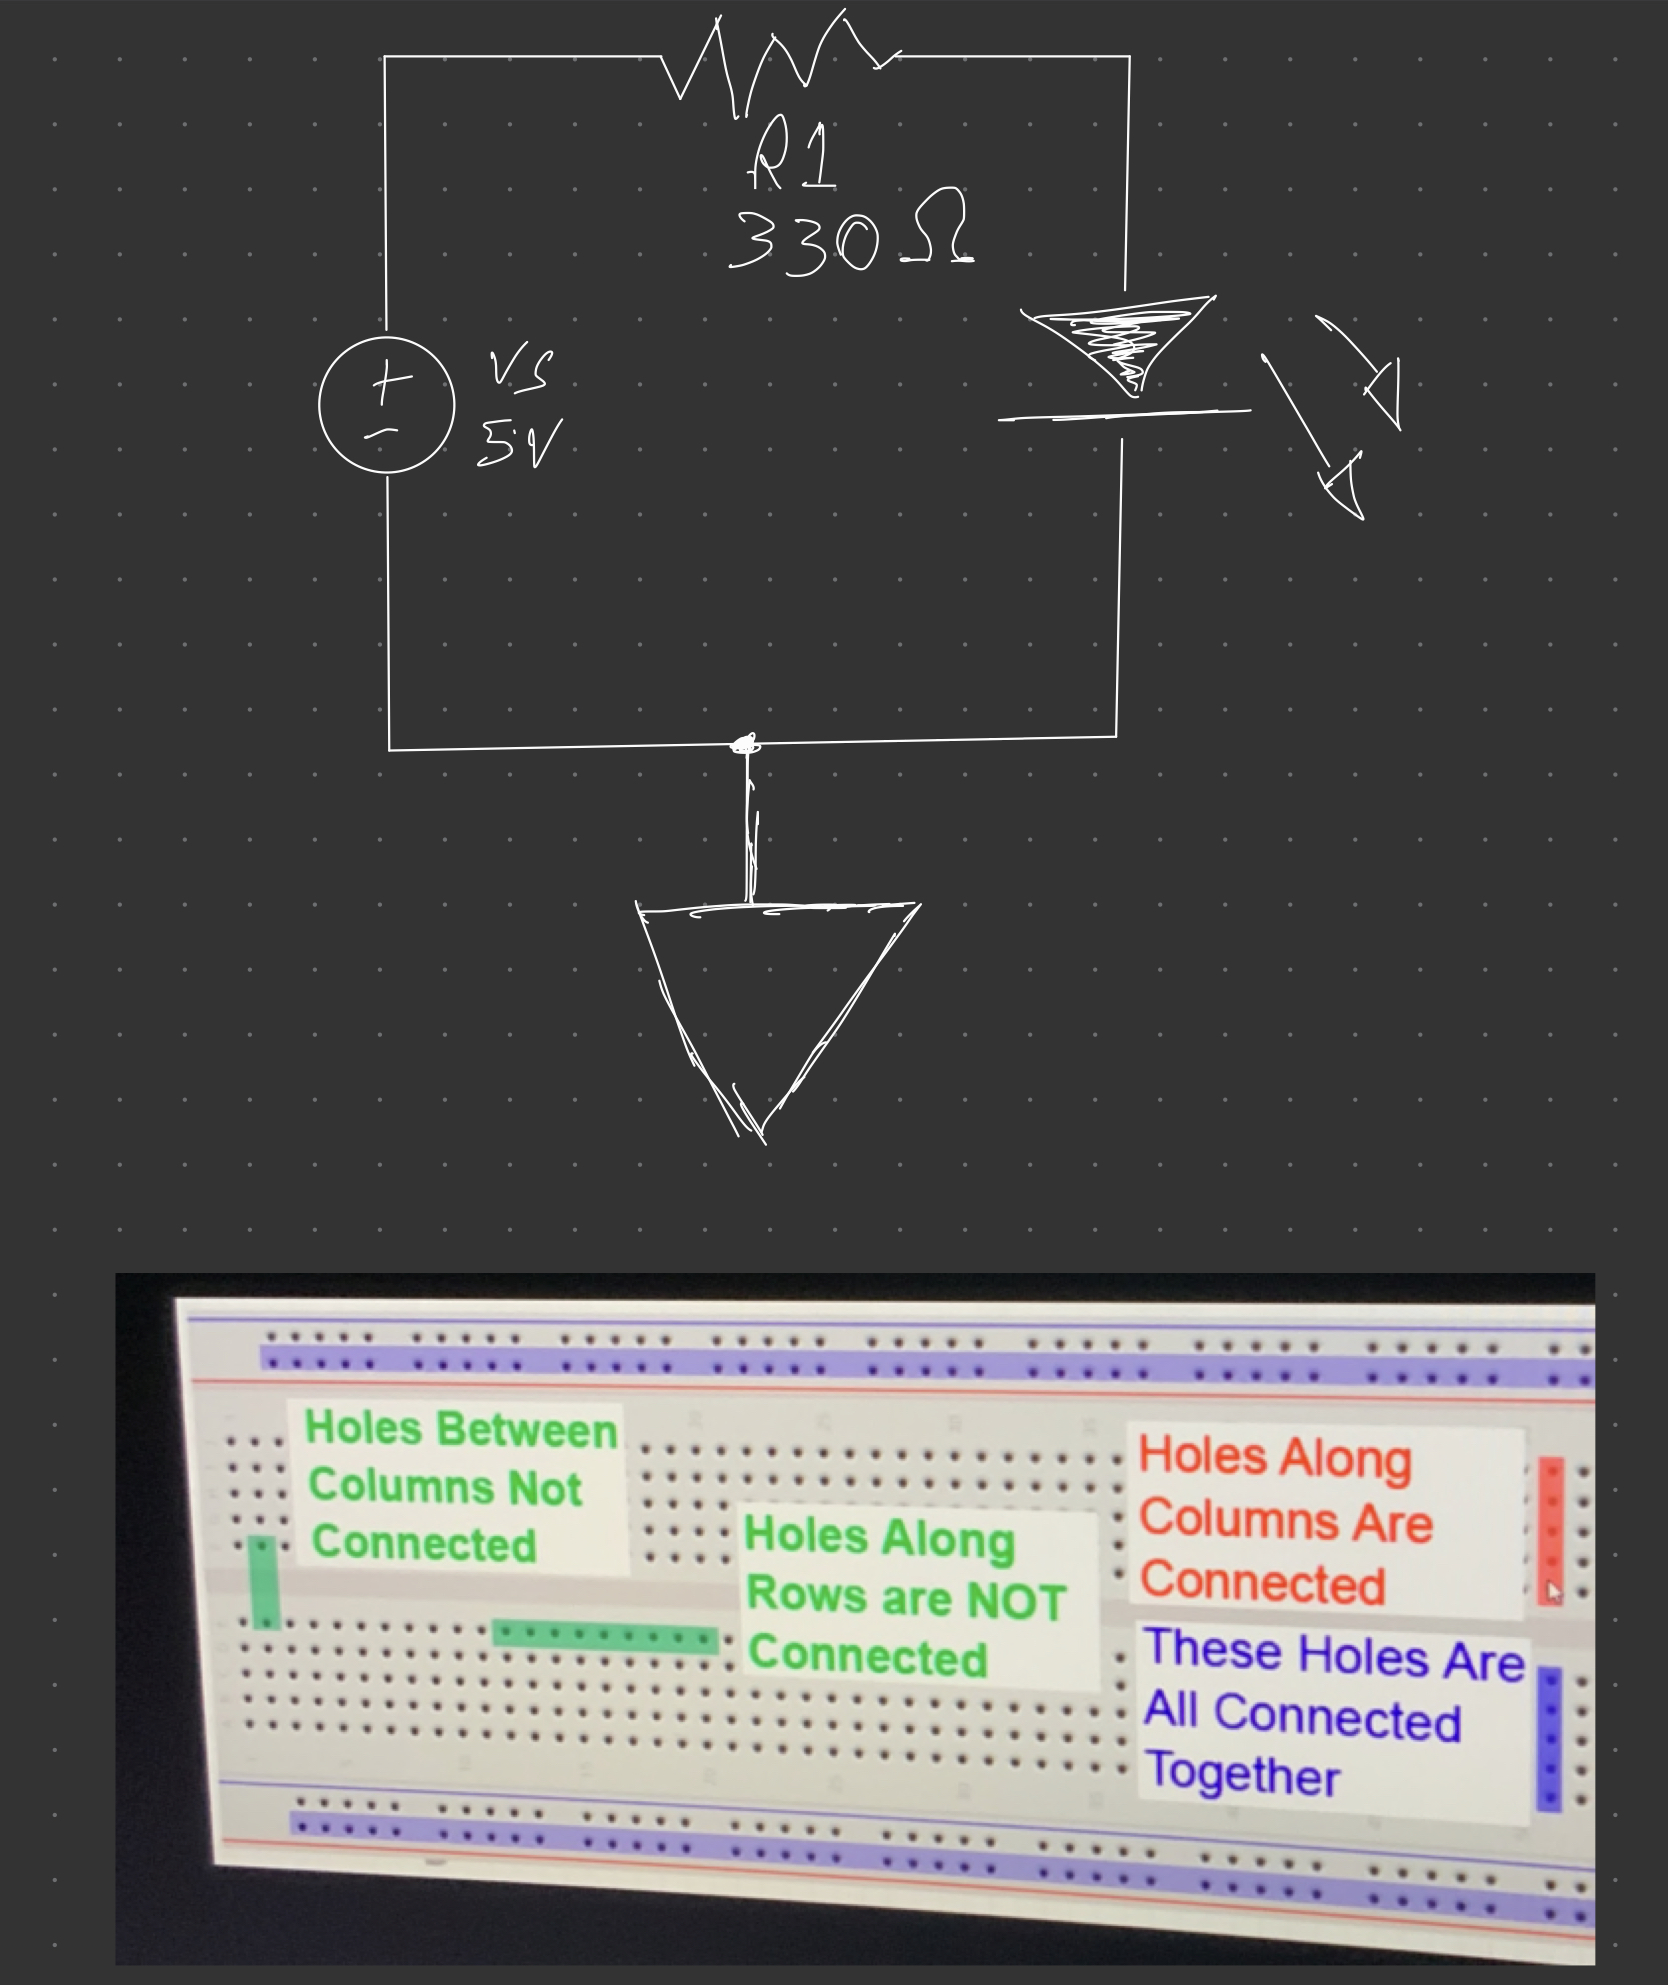 R1
330 Ω
VS
5V
+
−
Holes Between
Columns Not
Connected
Holes Along
Rows are NOT
Connected
Holes Along
Columns Are
Connected
These Holes Are
All Connected
Together